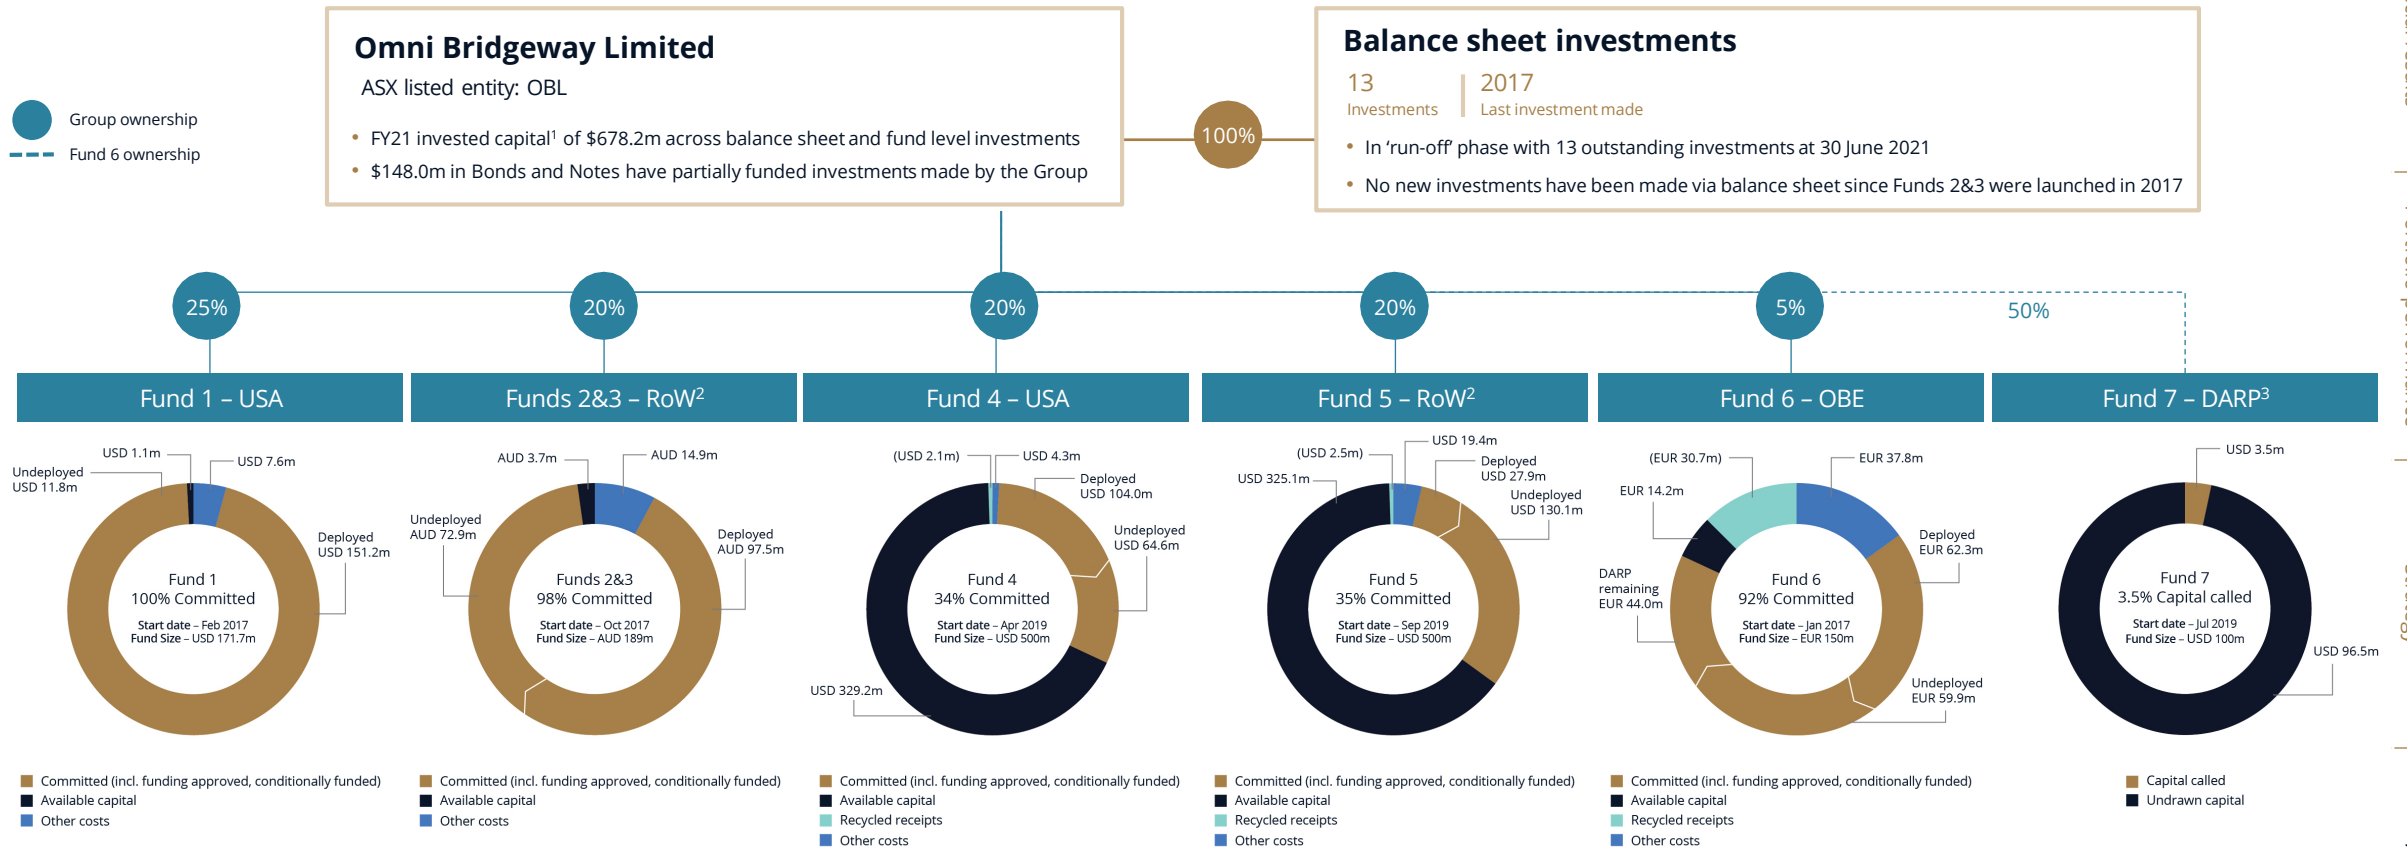 Omni Bridgeway Limited
ASX listed entity: OBL
• FY21 invested capital¹ of $678.2m across balance sheet and fund level investments
• $148.0m in Bonds and Notes have partially funded investments made by the Group
100%
Balance sheet investments
13
Investments
2017
Last investment made
• In ‘run-off’ phase with 13 outstanding investments at 30 June 2021
• No new investments have been made via balance sheet since Funds 2&3 were launched in 2017
Group ownership
Fund 6 ownership
25%
20%
20%
20%
5%
50%
Fund 1 – USA
Funds 2&3 – RoW²
Fund 4 – USA
Fund 5 – RoW²
Fund 6 – OBE
Fund 7 – DARP³
USD 1.1m
USD 7.6m
Undeployed
USD 11.8m
Deployed
USD 151.2m
Fund 1
100% Committed
Start date – Feb 2017
Fund Size – USD 171.7m
Committed (incl. funding approved, conditionally funded)
Available capital
Other costs
AUD 3.7m
AUD 14.9m
Undeployed
AUD 72.9m
Deployed
AUD 97.5m
Funds 2&3
98% Committed
Start date – Oct 2017
Fund Size – AUD 189m
Committed (incl. funding approved, conditionally funded)
Available capital
Other costs
(USD 2.1m)
USD 4.3m
Deployed
USD 104.0m
Undeployed
USD 64.6m
Fund 4
34% Committed
Start date – Apr 2019
Fund Size – USD 500m
USD 329.2m
Committed (incl. funding approved, conditionally funded)
Available capital
Recycled receipts
Other costs
(USD 2.5m)
USD 19.4m
USD 325.1m
Deployed
USD 27.9m
Undeployed
USD 130.1m
Fund 5
35% Committed
Start date – Sep 2019
Fund Size – USD 500m
Committed (incl. funding approved, conditionally funded)
Available capital
Recycled receipts
Other costs
(EUR 30.7m)
EUR 37.8m
EUR 14.2m
Deployed
EUR 62.3m
DARP
remaining
EUR 44.0m
Fund 6
92% Committed
Start date – Jan 2017
Fund Size – EUR 150m
Undeployed
EUR 59.9m
Committed (incl. funding approved, conditionally funded)
Available capital
Recycled receipts
Other costs
USD 3.5m
Fund 7
3.5% Capital called
Start date – Jul 2019
Fund Size – USD 100m
USD 96.5m
Capital called
Undrawn capital